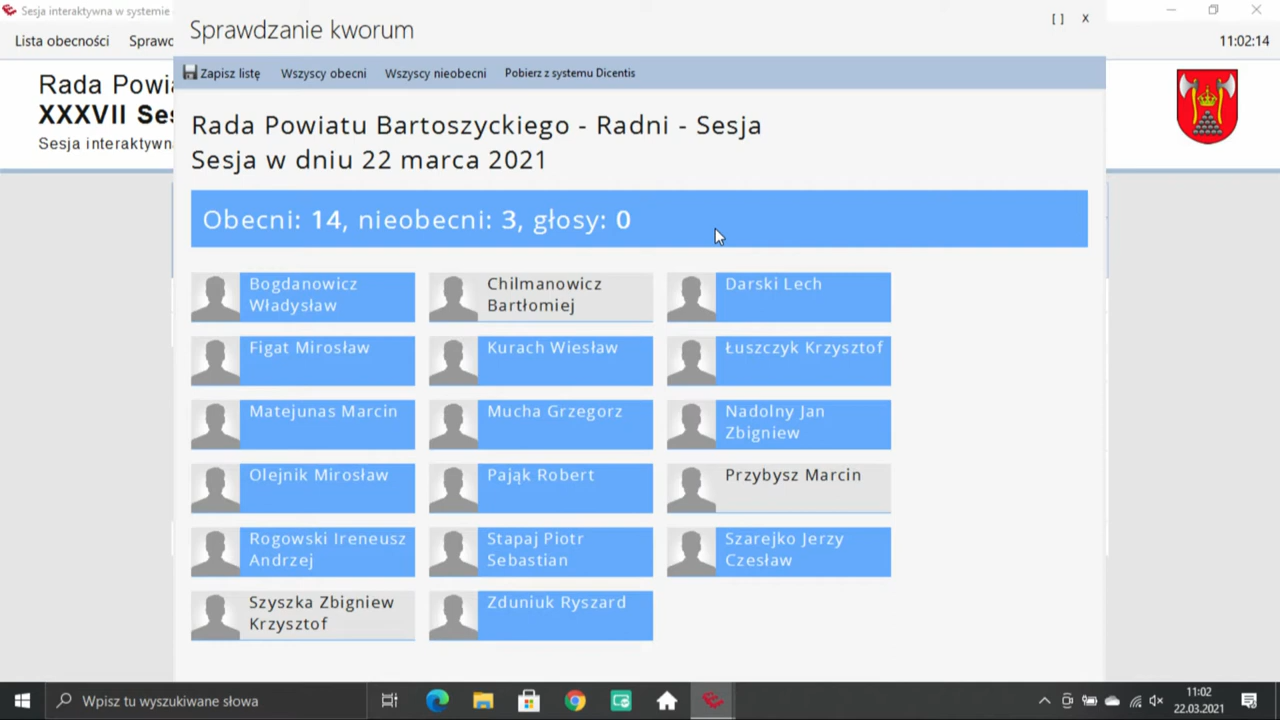 Sesja interaktywna w systemie
Lista obecności
Sprawd
11:02:14
Rada Powia
XXXVII Ses
Sesja interaktywn
Sprawdzanie kworum
[ ] X
Zapisz listę
Wszyscy obecni
Wszyscy nieobecni
Pobierz z systemu Dicentis
Rada Powiatu Bartoszyckiego - Radni - Sesja
Sesja w dniu 22 marca 2021
Obecni: 14, nieobecni: 3, głosy: 0
Bogdanowicz
Władysław
Chilmanowicz
Bartłomiej
Darski Lech
Figat Mirosław
Kurach Wiesław
Łuszczyk Krzysztof
Matejunas Marcin
Mucha Grzegorz
Nadolny Jan
Zbigniew
Olejnik Mirosław
Pająk Robert
Przybysz Marcin
Rogowski Ireneusz
Andrzej
Stapaj Piotr
Sebastian
Szarejko Jerzy
Czesław
Szyszka Zbigniew
Krzysztof
Zduniuk Ryszard
Wpisz tu wyszukiwane słowa
11:02
22.03.2021